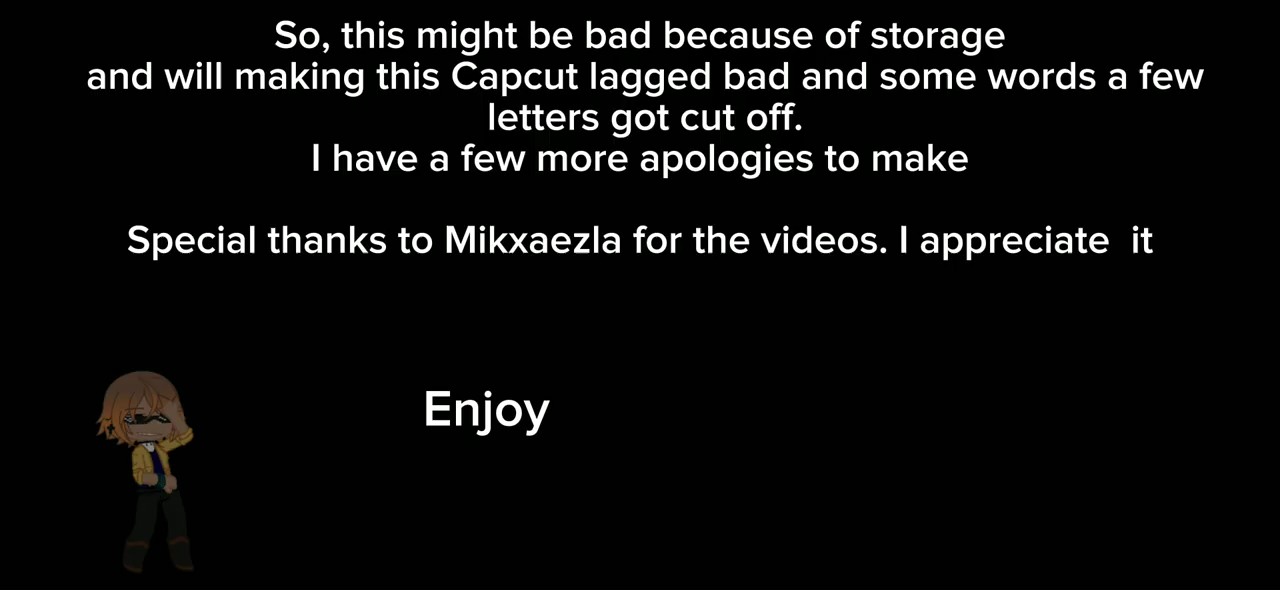 So, this might be bad because of storage
and will making this Capcut lagged bad and some words a few
letters got cut off.
I have a few more apologies to make
Special thanks to Mikxaezla for the videos. I appreciate  it
Enjoy